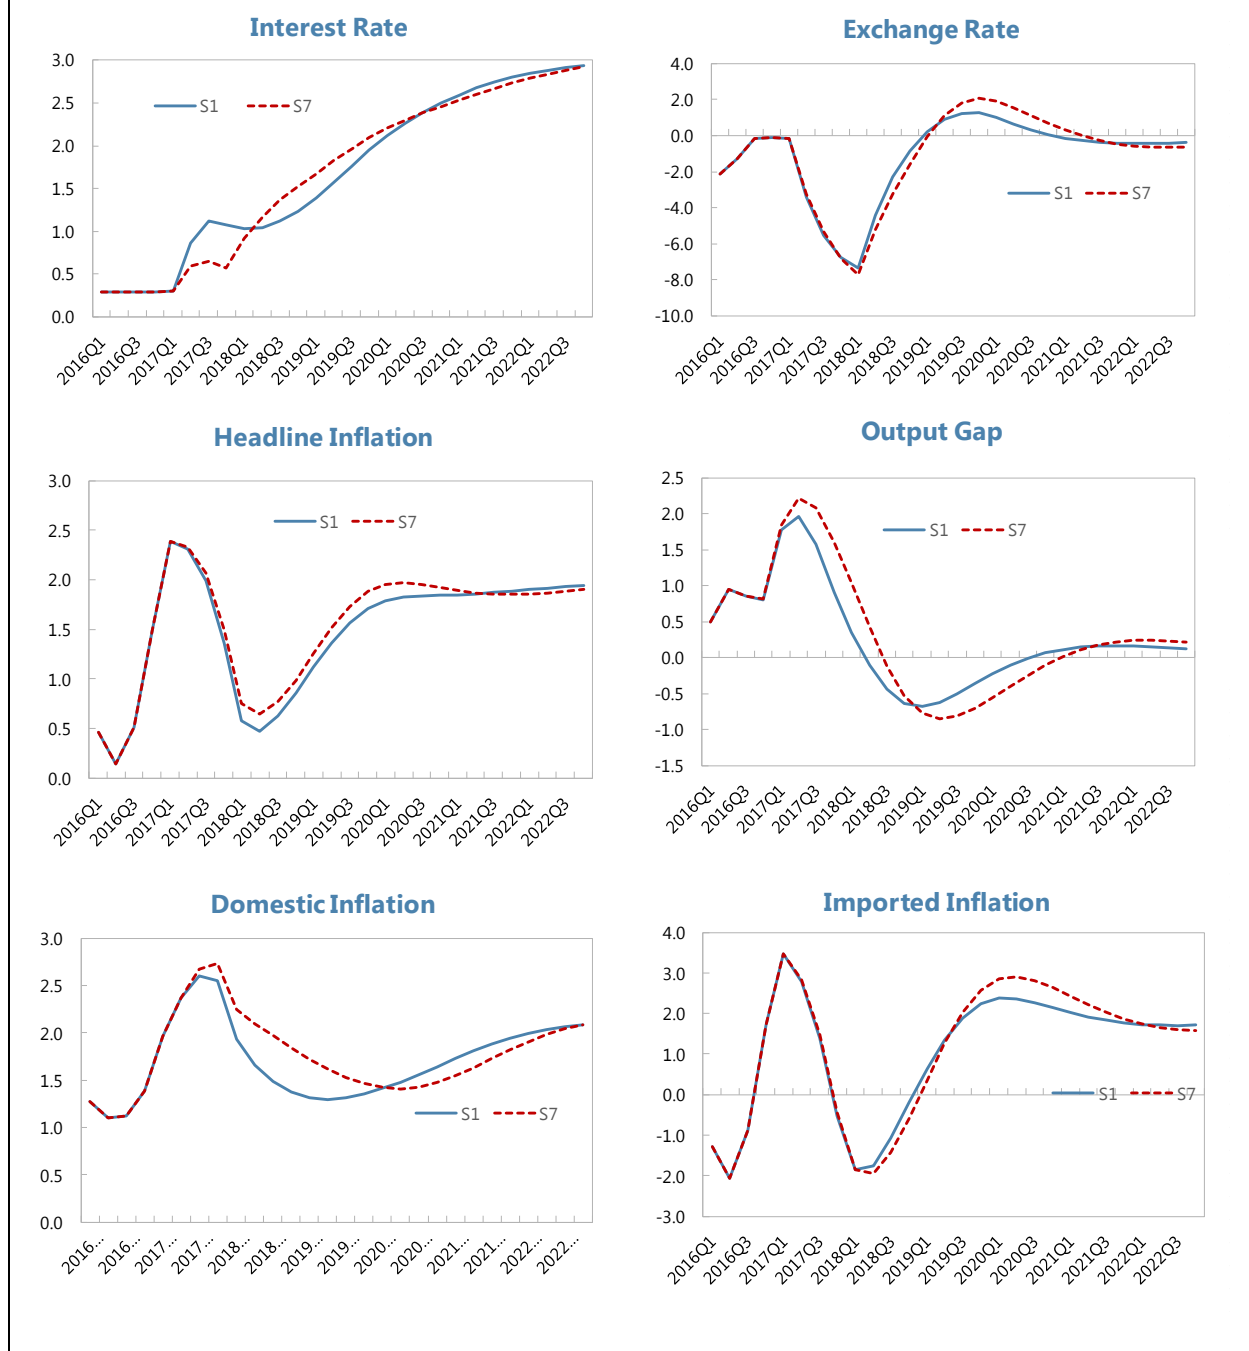 Interest Rate
3.0
2.5
2.0
1.5
1.0
0.5
0.0
S1 S7
2016Q1 2016Q3 2017Q1 2017Q3 2018Q1 2018Q3 2019Q1 2019Q3 2020Q1 2020Q3 2021Q1 2021Q3 2022Q1 2022Q3
Exchange Rate
4.0
2.0
0.0
-2.0
-4.0
-6.0
-8.0
-10.0
S1 S7
2016Q1 2016Q3 2017Q1 2017Q3 2018Q1 2018Q3 2019Q1 2019Q3 2020Q1 2020Q3 2021Q1 2021Q3 2022Q1 2022Q3
Headline Inflation
3.0
2.5
2.0
1.5
1.0
0.5
0.0
S1 S7
2016Q1 2016Q3 2017Q1 2017Q3 2018Q1 2018Q3 2019Q1 2019Q3 2020Q1 2020Q3 2021Q1 2021Q3 2022Q1 2022Q3
Output Gap
2.5
2.0
1.5
1.0
0.5
0.0
-0.5
-1.0
-1.5
S1 S7
2016Q1 2016Q3 2017Q1 2017Q3 2018Q1 2018Q3 2019Q1 2019Q3 2020Q1 2020Q3 2021Q1 2021Q3 2022Q1 2022Q3
Domestic Inflation
3.0
2.5
2.0
1.5
1.0
0.5
0.0
S1 S7
2016... 2016... 2017... 2017... 2018... 2018... 2019... 2019... 2020... 2020... 2021... 2021... 2022... 2022...
Imported Inflation
4.0
3.0
2.0
1.0
0.0
-1.0
-2.0
-3.0
S1 S7
2016Q1 2016Q3 2017Q1 2017Q3 2018Q1 2018Q3 2019Q1 2019Q3 2020Q1 2020Q3 2021Q1 2021Q3 2022Q1 2022Q3